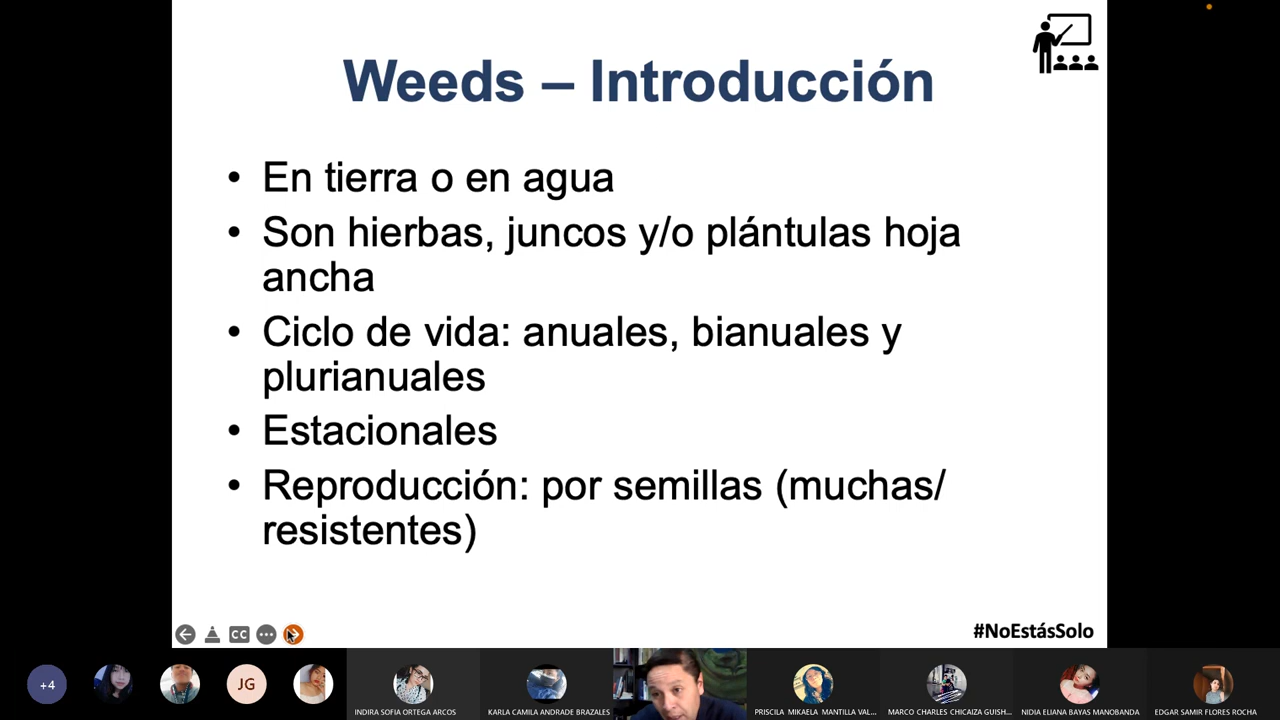 Weeds – Introducción
• En tierra o en agua
• Son hierbas, juncos y/o plántulas hoja
ancha
• Ciclo de vida: anuales, bianuales y
plurianuales
• Estacionales
• Reproducción: por semillas (muchas/
resistentes)
CC
#NoEstásSolo
+4
JG
INDIRA SOFIA ORTEGA ARCOS
KARLA CAMILA ANDRADE BRAZALES
PRISCILA MIKAELA MANTILLA VAL...
MARCO CHARLES CHICAIZA GUISH...
NIDIA ELIANA BAYAS MANOBANDA
EDGAR SAMIR FLORES ROCHA